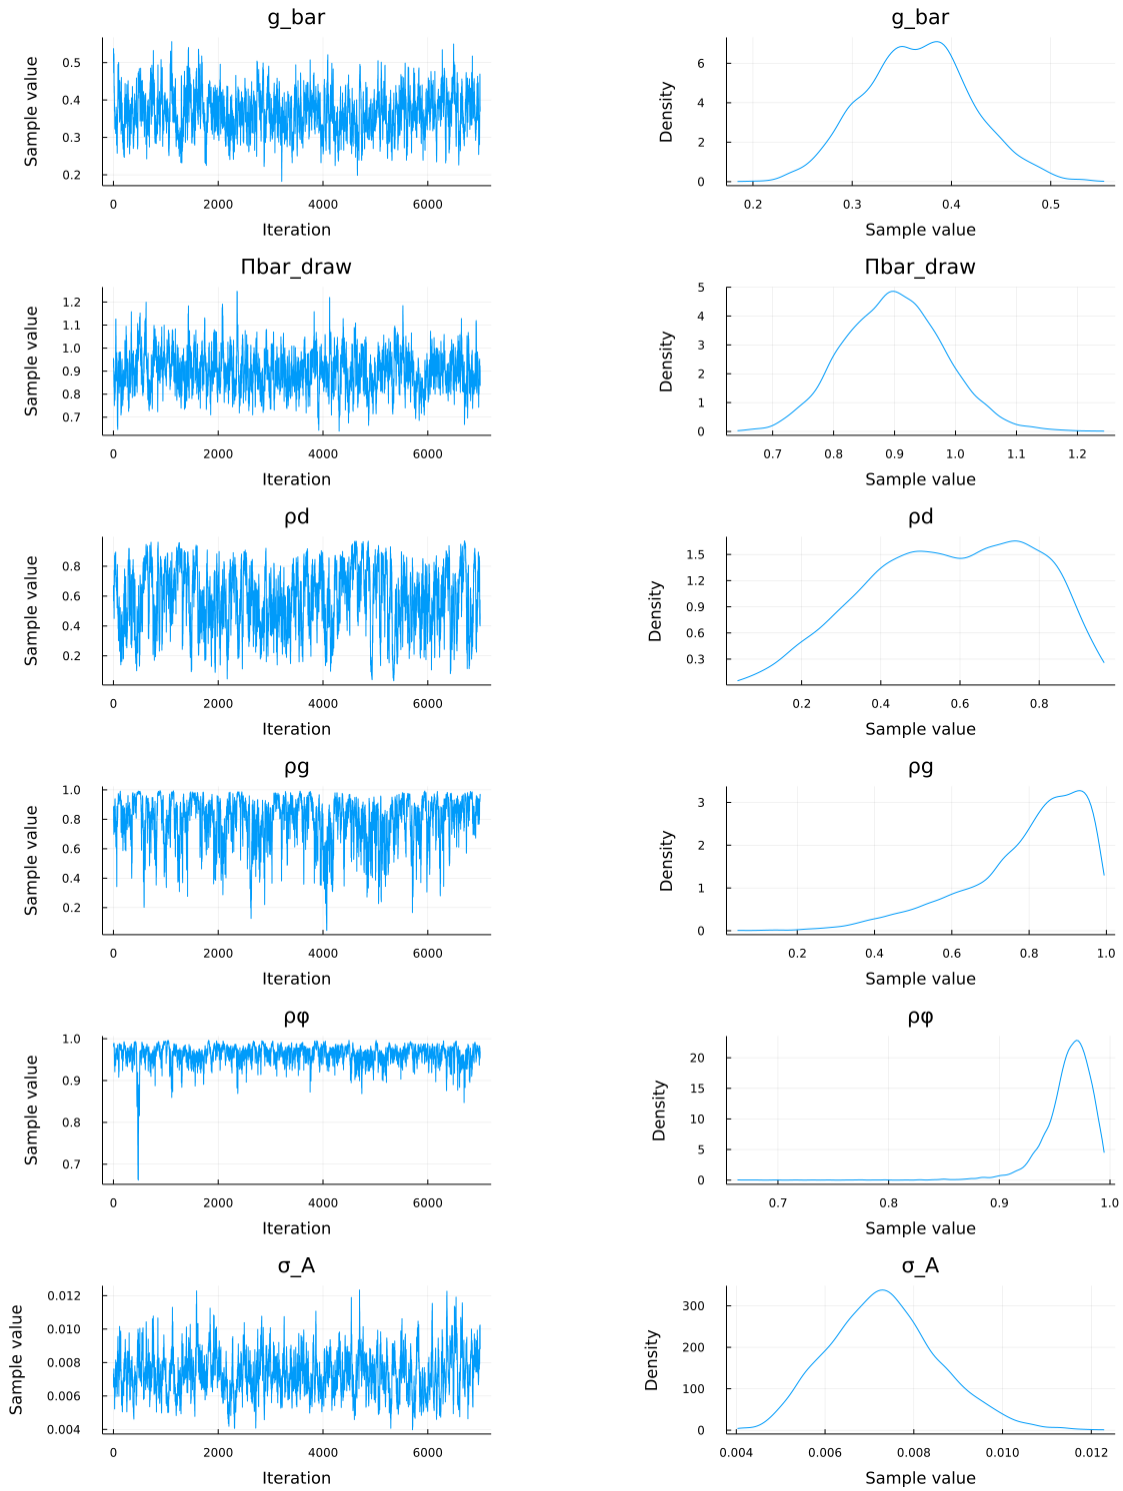 g_bar
g_bar
Sample value
0.5
0.4
0.3
0.2
0 2000 4000 6000
Iteration
Density
6
4
2
0
0.2 0.3 0.4 0.5
Sample value
Πbar_draw
Πbar_draw
Sample value
1.2
1.1
1.0
0.9
0.8
0.7
0 2000 4000 6000
Iteration
Density
5
4
3
2
1
0
0.7 0.8 0.9 1.0 1.1 1.2
Sample value
ρd
ρd
Sample value
0.8
0.6
0.4
0.2
0 2000 4000 6000
Iteration
Density
1.5
1.2
0.9
0.6
0.3
0.2 0.4 0.6 0.8
Sample value
ρg
ρg
Sample value
1.0
0.8
0.6
0.4
0.2
0 2000 4000 6000
Iteration
Density
3
2
1
0
0.2 0.4 0.6 0.8 1.0
Sample value
ρφ
ρφ
Sample value
1.0
0.9
0.8
0.7
0 2000 4000 6000
Iteration
Density
20
15
10
5
0
0.7 0.8 0.9 1.0
Sample value
σ_A
σ_A
Sample value
0.012
0.010
0.008
0.006
0.004
0 2000 4000 6000
Iteration
Density
300
200
100
0
0.004 0.006 0.008 0.010 0.012
Sample value